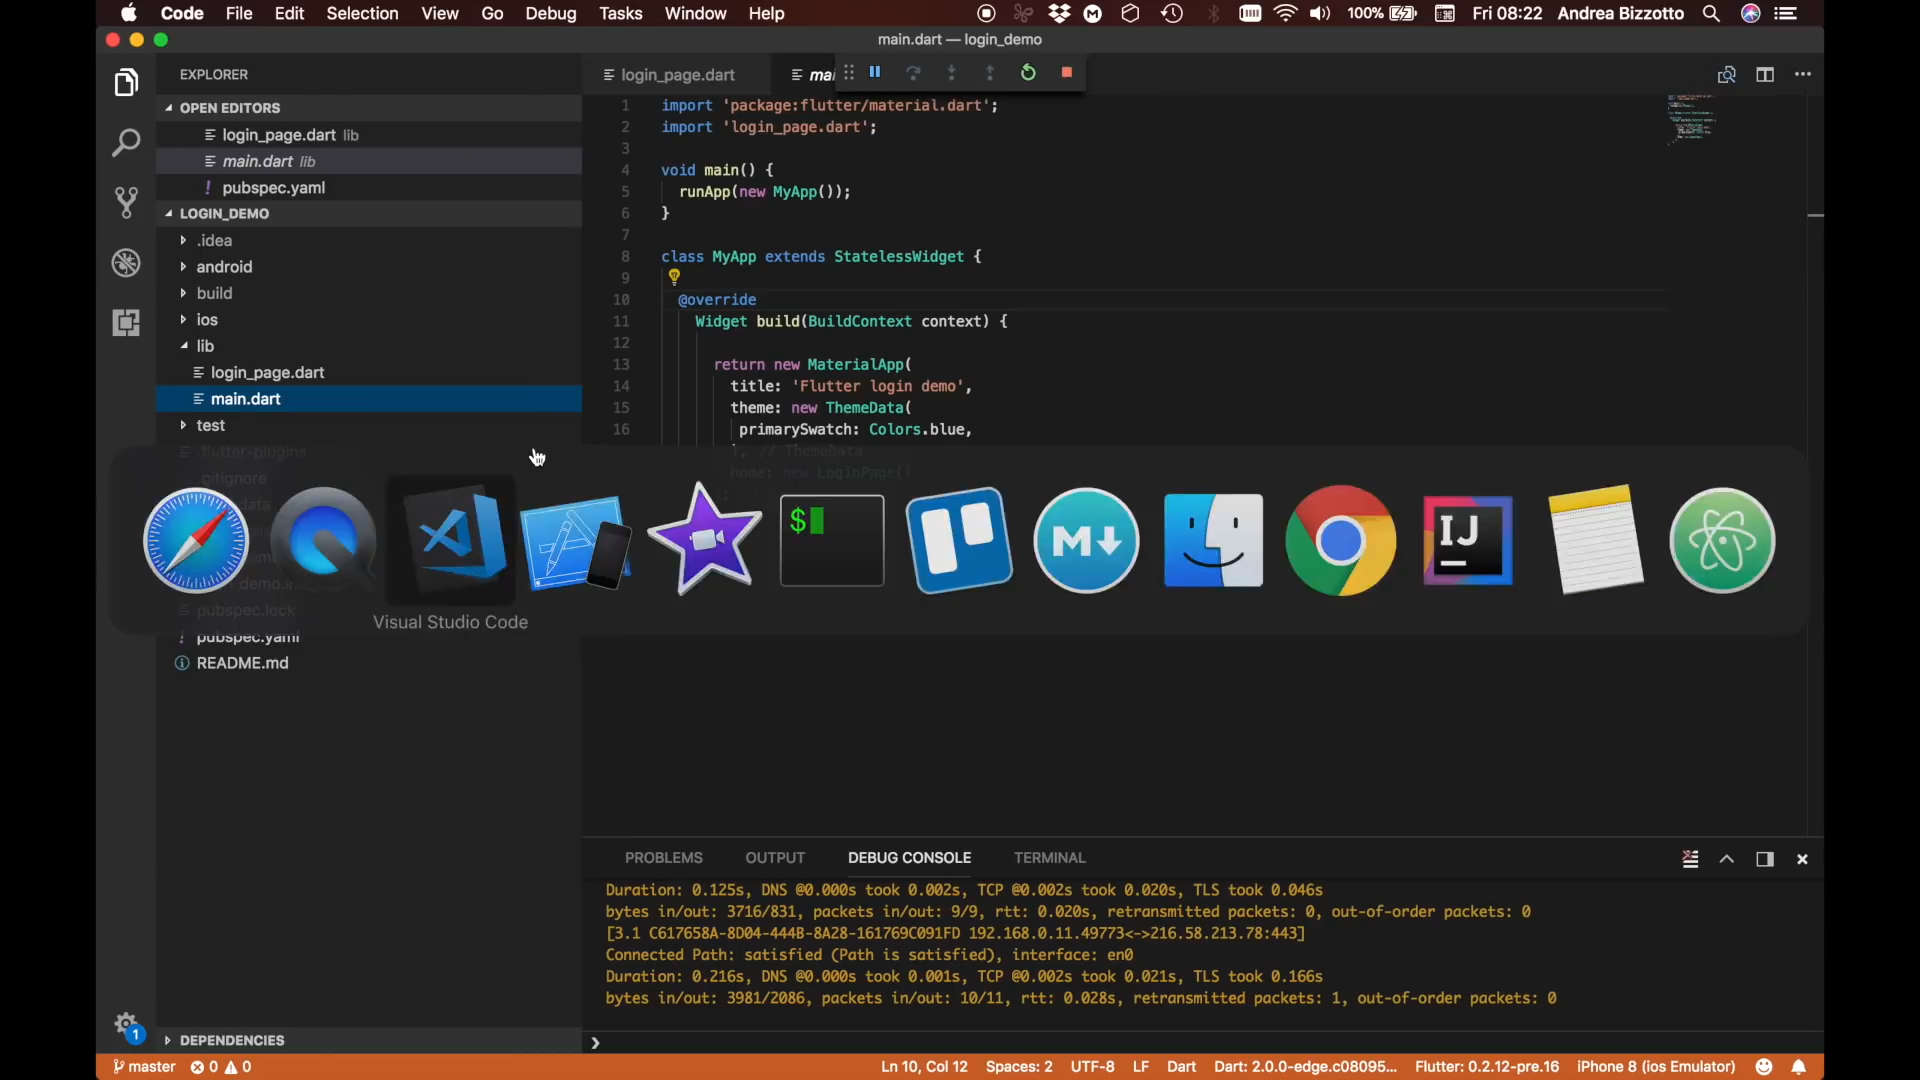 Code File Edit Selection View Go Debug Tasks Window Help 100% Fri 08:22 Andrea Bizzotto
main.dart — login_demo
EXPLORER
OPEN EDITORS
login_page.dart lib
main.dart lib
! pubspec.yaml
LOGIN_DEMO
.idea
android
build
ios
lib
login_page.dart
main.dart
test
.flutter-plugins
.gitignore
pubspec.lock
! pubspec.yaml
README.md
DEPENDENCIES
login_page.dart
1 import 'package:flutter/material.dart';
2 import 'login_page.dart';
3
4 void main() {
5 runApp(new MyApp());
6 }
7
8 class MyApp extends StatelessWidget {
9
10 @override
11 Widget build(BuildContext context) {
12
13 return new MaterialApp(
14 title: 'Flutter login demo',
15 theme: new ThemeData(
16 primarySwatch: Colors.blue,
), // ThemeData
home: new LoginPage()
$
M
IJ
Visual Studio Code
PROBLEMS OUTPUT DEBUG CONSOLE TERMINAL
Duration: 0.125s, DNS @0.000s took 0.002s, TCP @0.002s took 0.020s, TLS took 0.046s
bytes in/out: 3716/831, packets in/out: 9/9, rtt: 0.020s, retransmitted packets: 0, out-of-order packets: 0
[3.1 C617658A-8D04-444B-8A28-161769C091FD 192.168.0.11.49773<->216.58.213.78:443]
Connected Path: satisfied (Path is satisfied), interface: en0
Duration: 0.216s, DNS @0.000s took 0.001s, TCP @0.002s took 0.021s, TLS took 0.166s
bytes in/out: 3981/2086, packets in/out: 10/11, rtt: 0.028s, retransmitted packets: 1, out-of-order packets: 0
1
master 0 0 Ln 10, Col 12 Spaces: 2 UTF-8 LF Dart Dart: 2.0.0-edge.c08095... Flutter: 0.2.12-pre.16 iPhone 8 (ios Emulator)